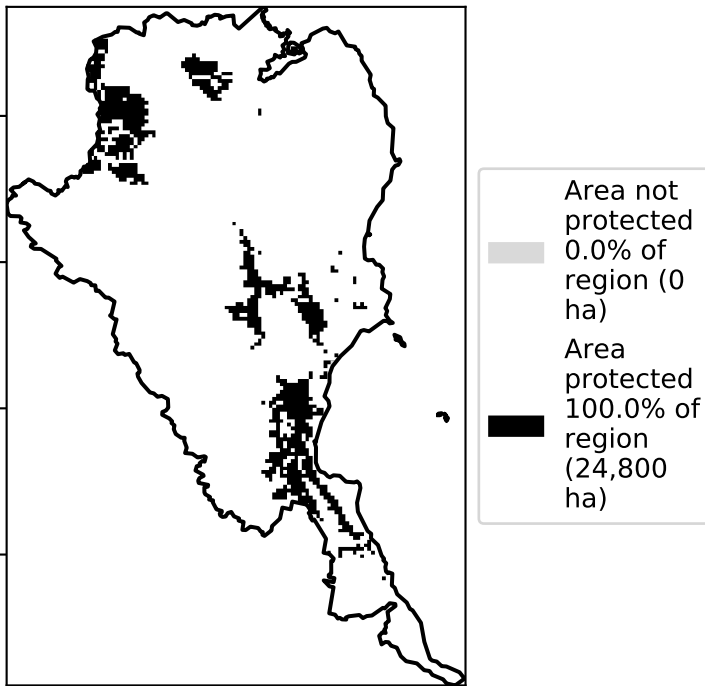 Area not
protected
0.0% of
region (0
ha)
Area
protected
100.0% of
region
(24,800
ha)